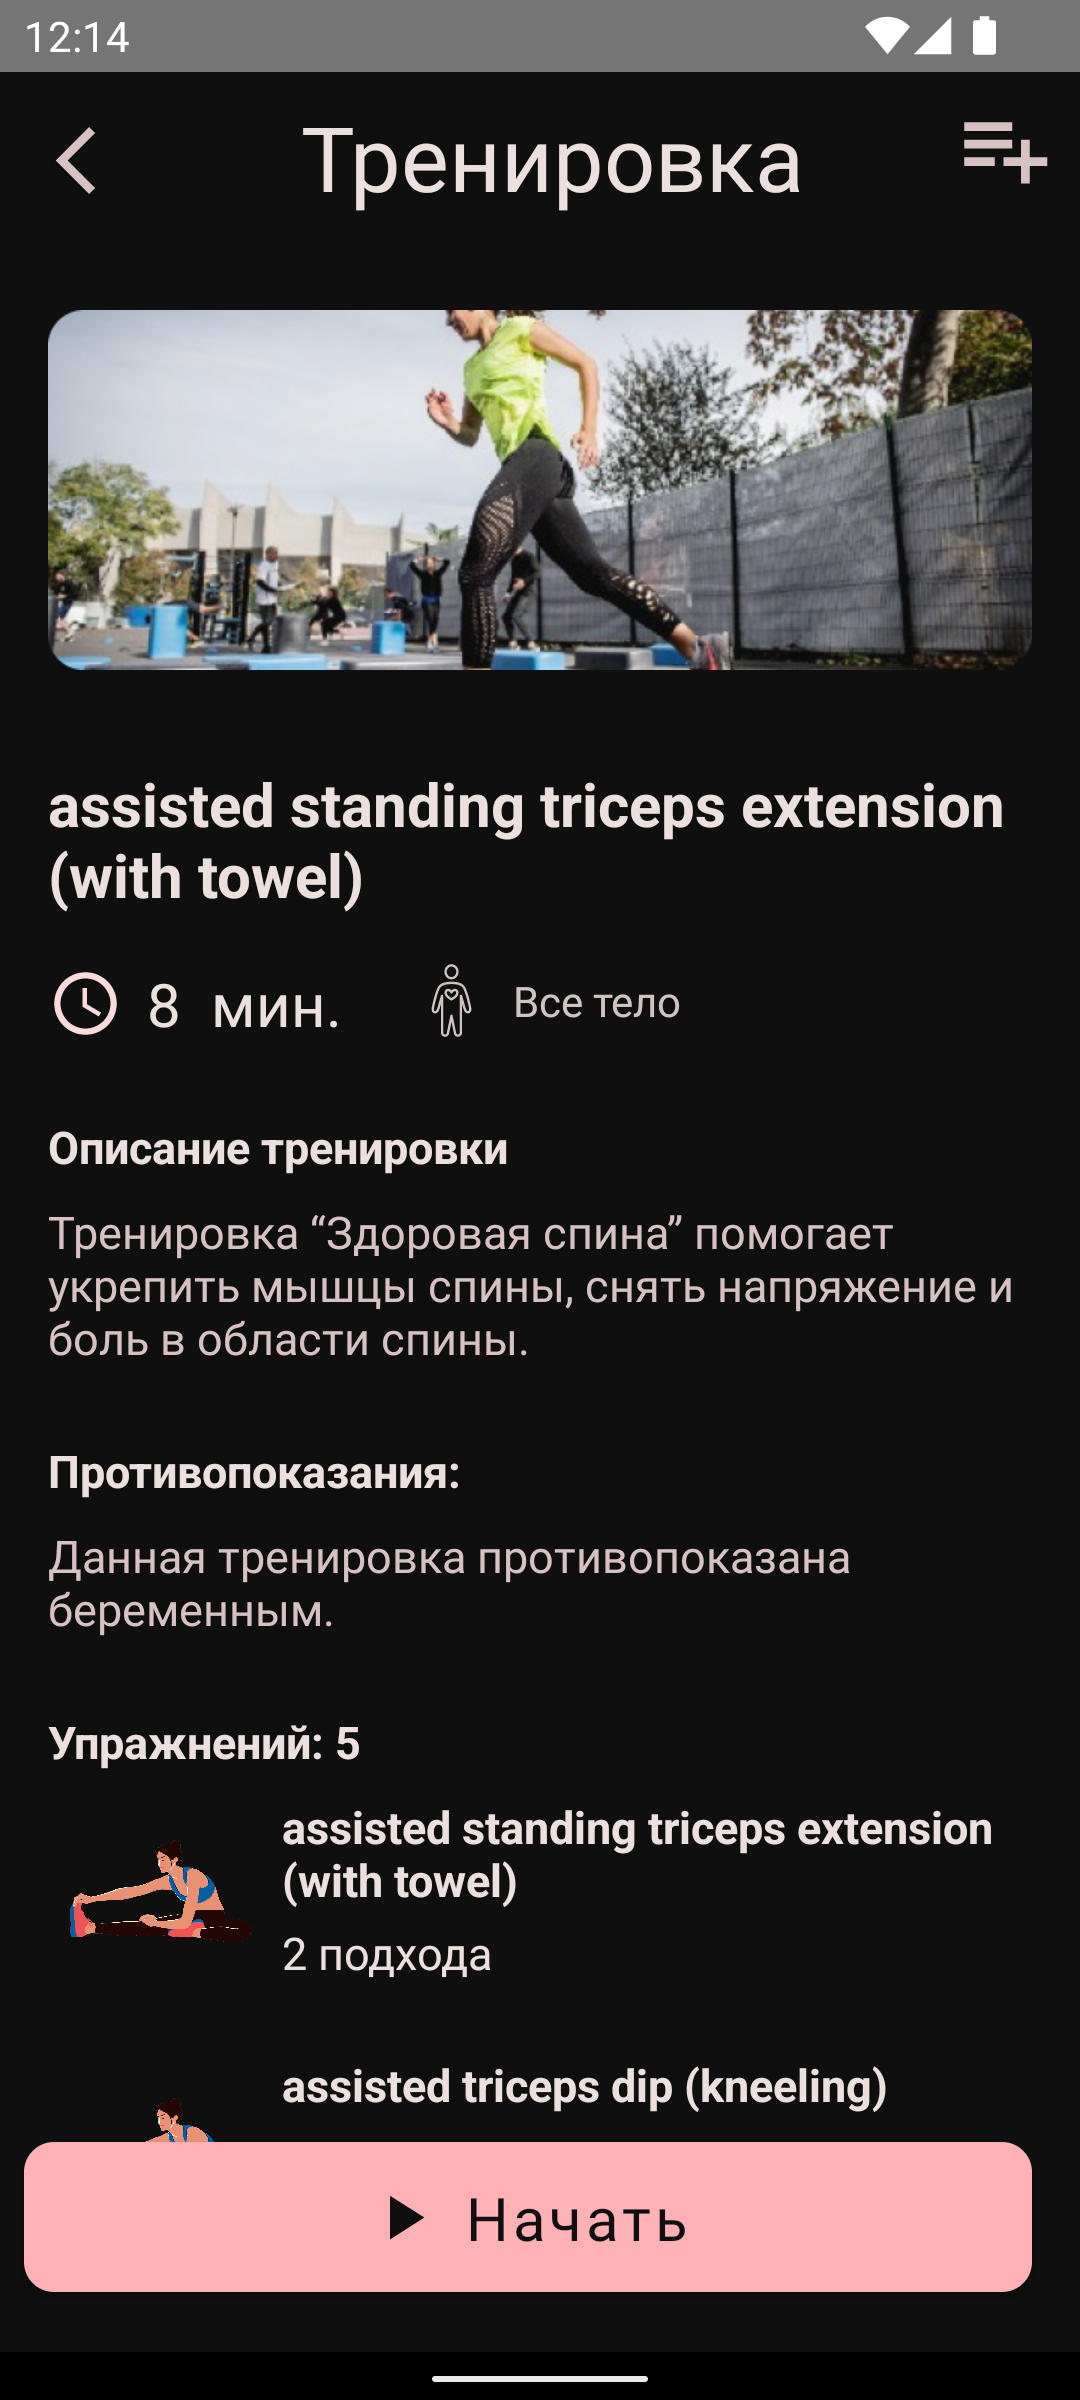 12:14
Тренировка
assisted standing triceps extension
(with towel)
8 мин.
Все тело
Описание тренировки
Тренировка “Здоровая спина” помогает
укрепить мышцы спины, снять напряжение и
боль в области спины.
Противопоказания:
Данная тренировка противопоказана
беременным.
Упражнений: 5
assisted standing triceps extension
(with towel)
2 подхода
assisted triceps dip (kneeling)
Начать